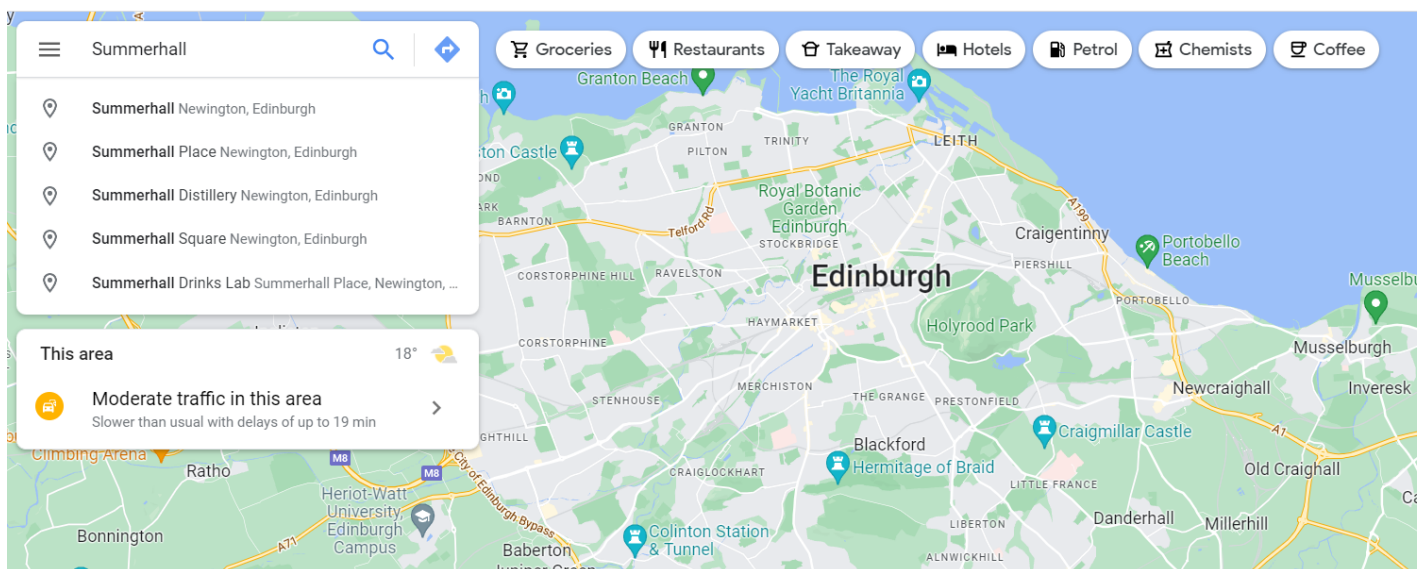 Summerhall
Groceries
Restaurants
Takeaway
Hotels
Petrol
Chemists
Coffee
Summerhall Newington, Edinburgh
Summerhall Place Newington, Edinburgh
Summerhall Distillery Newington, Edinburgh
Summerhall Square Newington, Edinburgh
Summerhall Drinks Lab Summerhall Place, Newington, ...
This area
18°
Moderate traffic in this area
Slower than usual with delays of up to 19 min
Granton Beach
The Royal
Yacht Britannia
GRANTON
TRINITY
LEITH
PILTON
ton Castle
Royal Botanic
Garden
Edinburgh
A199
BARNTON
Telford Rd
STOCKBRIDGE
Craigentinny
Portobello
Beach
CORSTORPHINE HILL
RAVELSTON
Edinburgh
PIERSHILL
PORTOBELLO
Musselbu
HAYMARKET
Holyrood Park
CORSTORPHINE
Musselburgh
MERCHISTON
Newcraighall
Inveresk
STENHOUSE
THE GRANGE
PRESTONFIELD
GHTHILL
Blackford
Craigmillar Castle
A1
Climbing Arena
Ratho
M8
M8
CRAIGLOCKHART
Hermitage of Braid
Old Craighall
City of Edinburgh Bypass
LITTLE FRANCE
Heriot-Watt
University,
Edinburgh
Campus
Bonnington
A71
Colinton Station
& Tunnel
LIBERTON
Danderhall
Millerhill
Baberton
ALNWICKHILL
Juniper Green